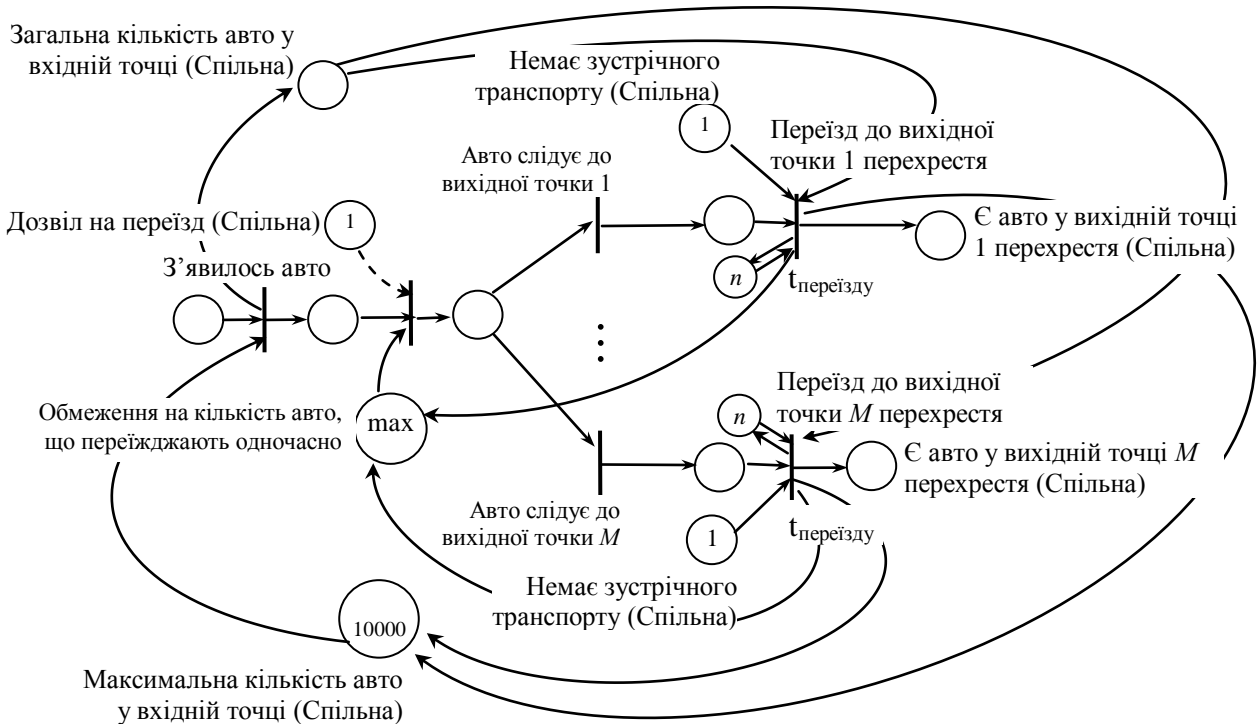 Загальна кількість авто у
вхідній точці (Спільна)
Немає зустрічного
транспорту (Спільна)
1
Переїзд до вихідної
точки 1 перехрестя
Авто слідує до
вихідної точки 1
Дозвіл на переїзд (Спільна)
1
Є авто у вихідній точці
1 перехрестя (Спільна)
З’явилось авто
n
tпереїзду
Обмеження на кількість авто,
що переїжджають одночасно
max
Переїзд до вихідної
точки M перехрестя
n
Є авто у вихідній точці M
перехрестя (Спільна)
Авто слідує до
вихідної точки M
1
tпереїзду
Немає зустрічного
транспорту (Спільна)
10000
Максимальна кількість авто
у вхідній точці (Спільна)